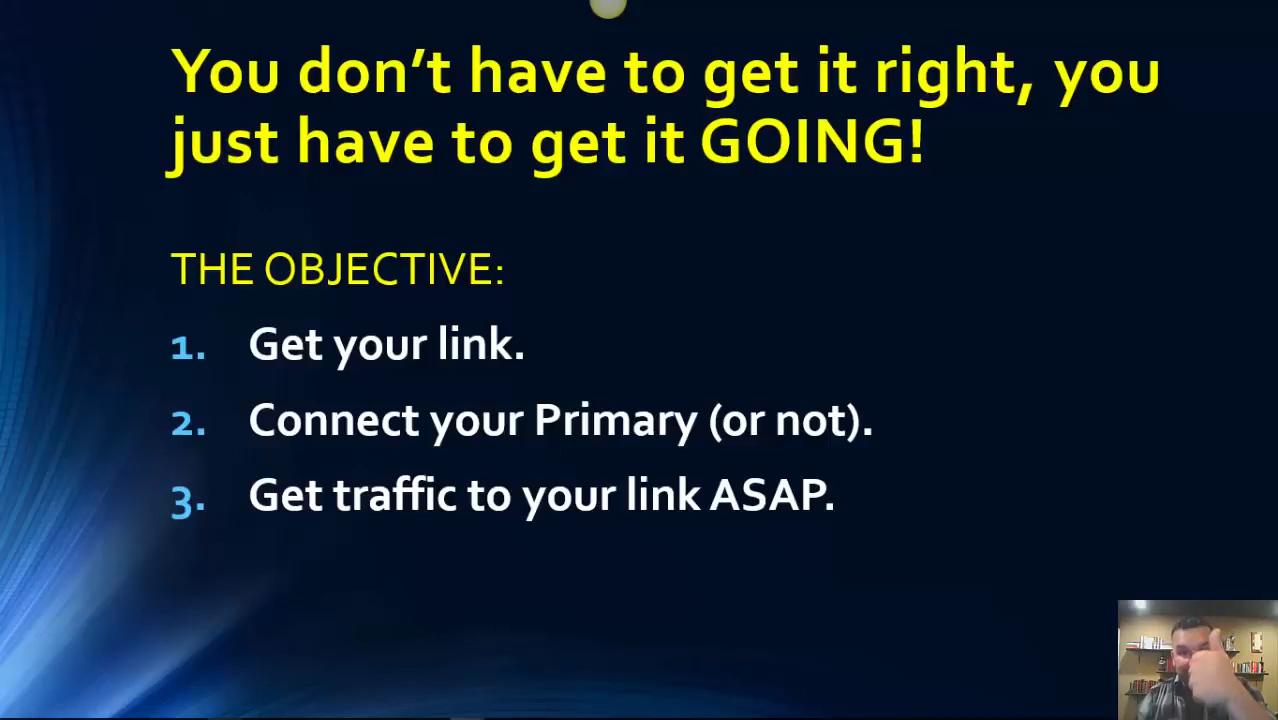 You don’t have to get it right, you
just have to get it GOING!
THE OBJECTIVE:
1. Get your link.
2. Connect your Primary (or not).
3. Get traffic to your link ASAP.